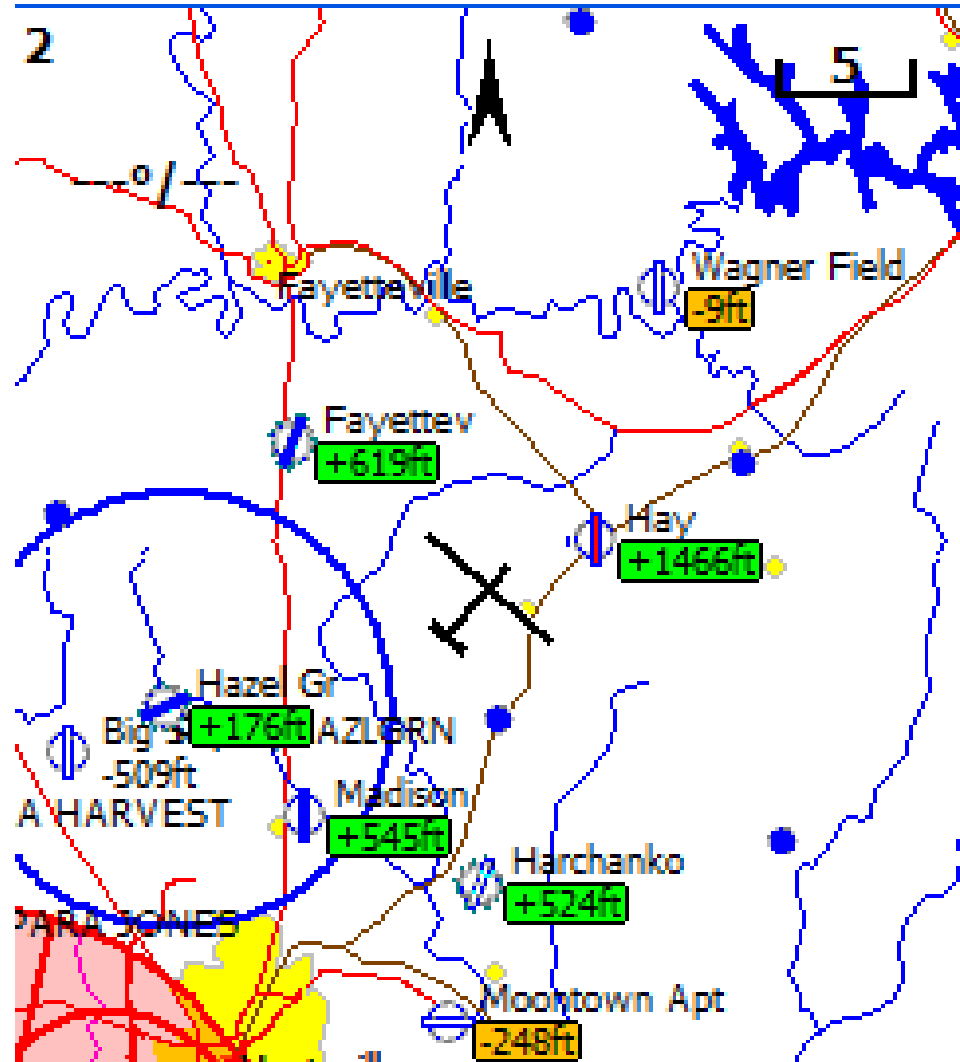 2
5
---°/---
Wagner Field
-9ft
Fayetteville
Fayettev
+619ft
Hay
+1466ft
Hazel Gr
+176ft
Big
AZLGRN
-509ft
Madison
A HARVEST
+545ft
Harchanko
+524ft
PARA JONES
Moontown Apt
-248ft